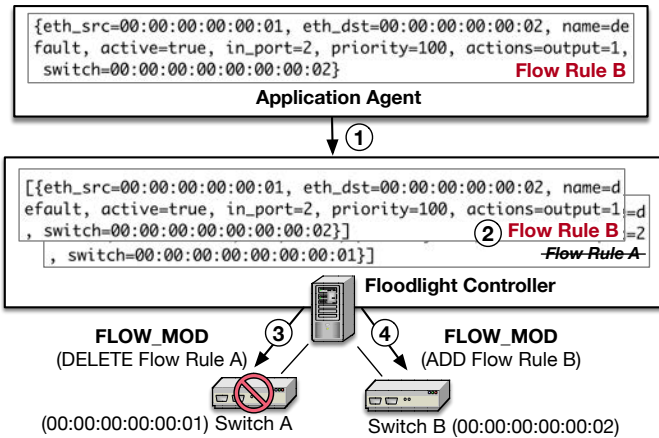 {eth_src=00:00:00:00:00:01, eth_dst=00:00:00:00:00:02, name=de
fault, active=true, in_port=2, priority=100, actions=output=1,
switch=00:00:00:00:00:00:00:02}
Flow Rule B
Application Agent
1
[{eth_src=00:00:00:00:00:01, eth_dst=00:00:00:00:00:02, name=d
efault, active=true, in_port=2, priority=100, actions=output=1
, switch=00:00:00:00:00:00:00:02}]
2 Flow Rule B
=d
=2
, switch=00:00:00:00:00:00:00:01}]
Flow Rule A
Floodlight Controller
FLOW_MOD
(DELETE Flow Rule A)
3
4
FLOW_MOD
(ADD Flow Rule B)
(00:00:00:00:00:01) Switch A
Switch B (00:00:00:00:00:02)